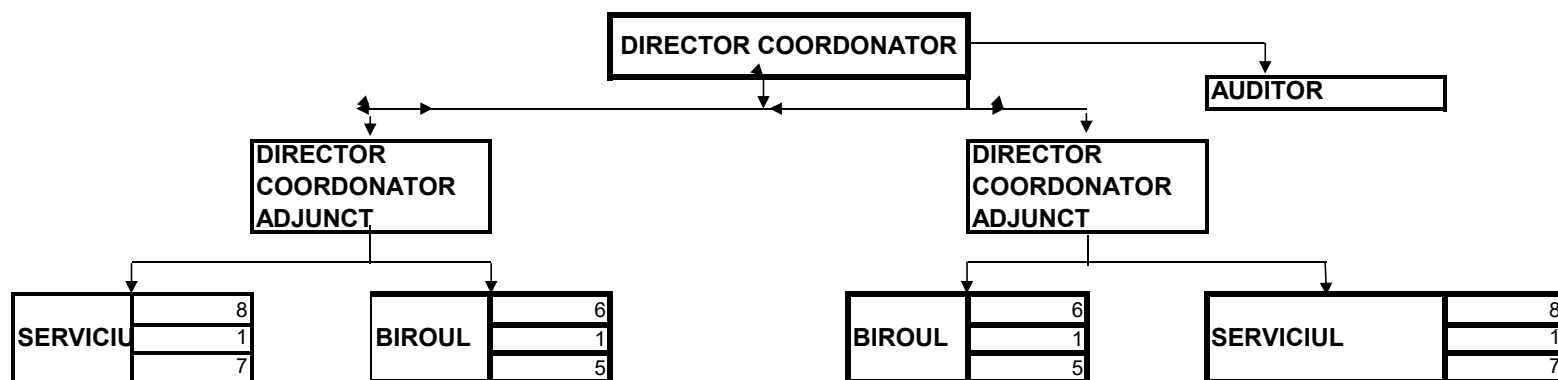 DIRECTOR COORDONATOR
AUDITOR
DIRECTOR
COORDONATOR
ADJUNCT
DIRECTOR
COORDONATOR
ADJUNCT
SERVICIU
8
1
7
BIROUL
6
1
5
BIROUL
6
1
5
SERVICIUL
8
1
7